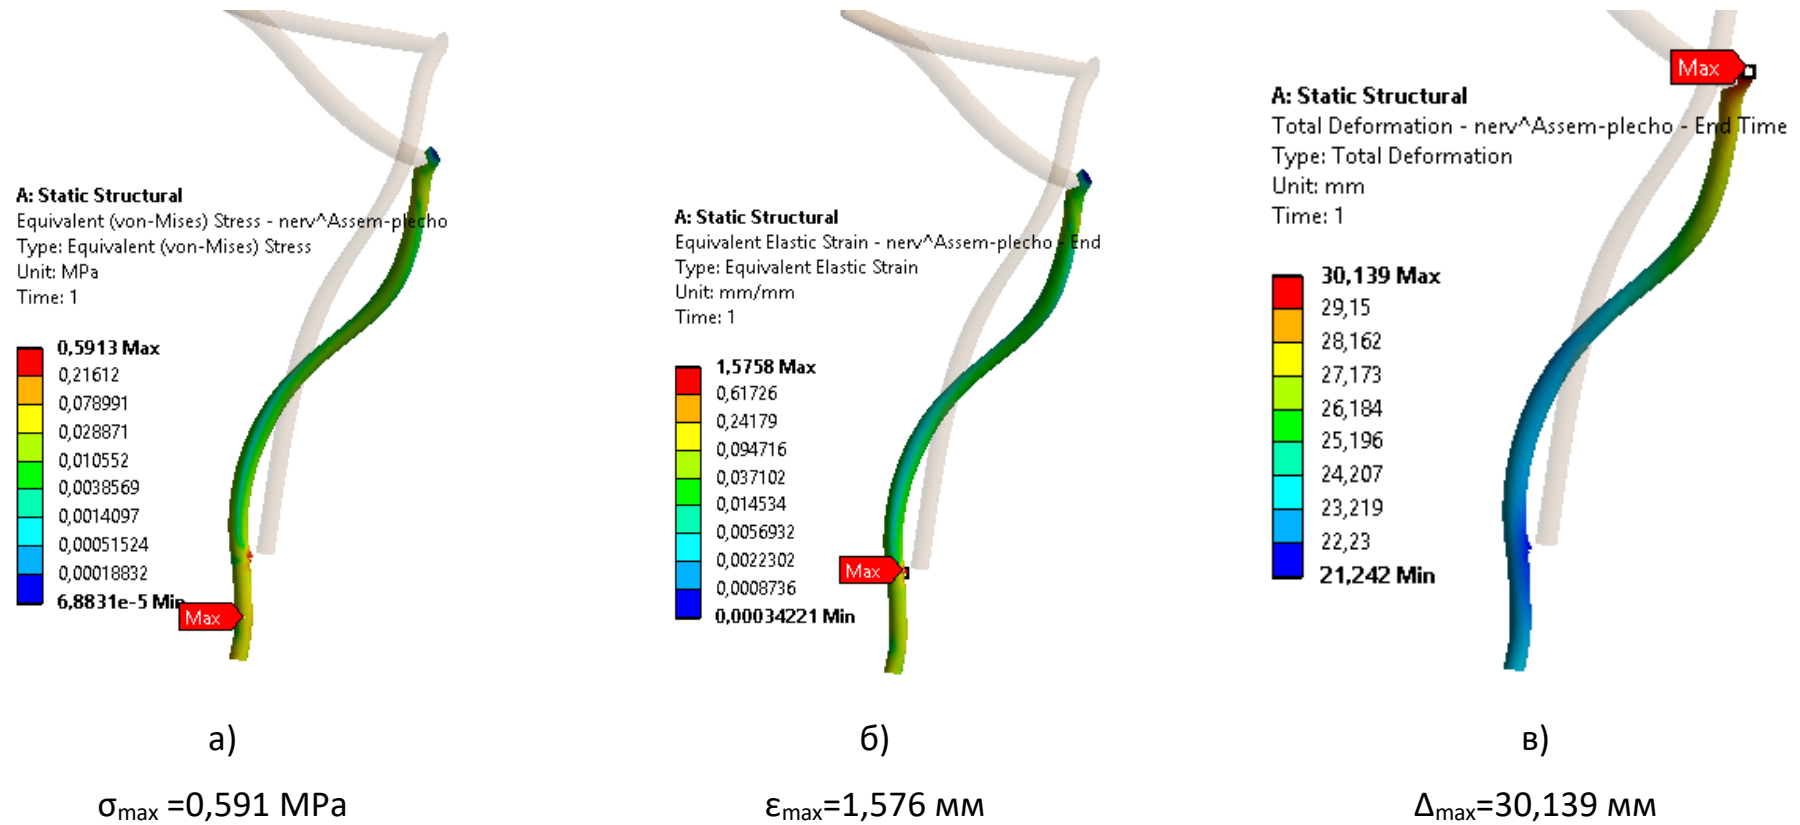 A: Static Structural
Equivalent (von-Mises) Stress - nerv^Assem-plecho
Type: Equivalent (von-Mises) Stress
Unit: MPa
Time: 1
0,5913 Max
0,21612
0,078991
0,028871
0,010552
0,0038569
0,0014097
0,00051524
0,00018832
6,8831e-5 Min
Max
A: Static Structural
Equivalent Elastic Strain - nerv^Assem-plecho - End
Type: Equivalent Elastic Strain
Unit: mm/mm
Time: 1
1,5758 Max
0,61726
0,24179
0,094716
0,037102
0,014534
0,0056932
0,0022302
0,0008736
0,00034221 Min
Max
Max
A: Static Structural
Total Deformation - nerv^Assem-plecho - End Time
Type: Total Deformation
Unit: mm
Time: 1
30,139 Max
29,15
28,162
27,173
26,184
25,196
24,207
23,219
22,23
21,242 Min
а)
б)
в)
σmax =0,591 MPa
εmax=1,576 мм
Δmax=30,139 мм